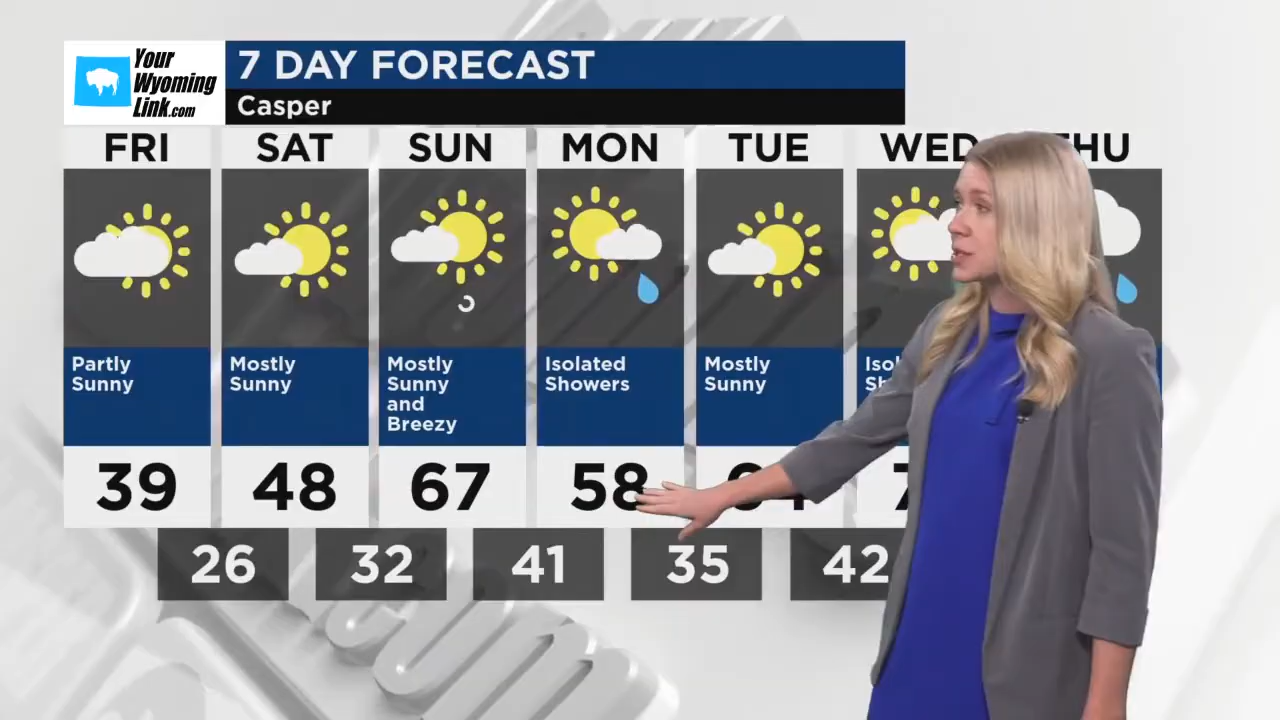 Your
Wyoming
Link.com
7 DAY FORECAST
Casper
FRI SAT SUN MON TUE WED
Partly
Sunny
Mostly
Sunny
Mostly
Sunny
and
Breezy
Isolated
Showers
Mostly
Sunny
39 48 67 58
26 32 41 35 42